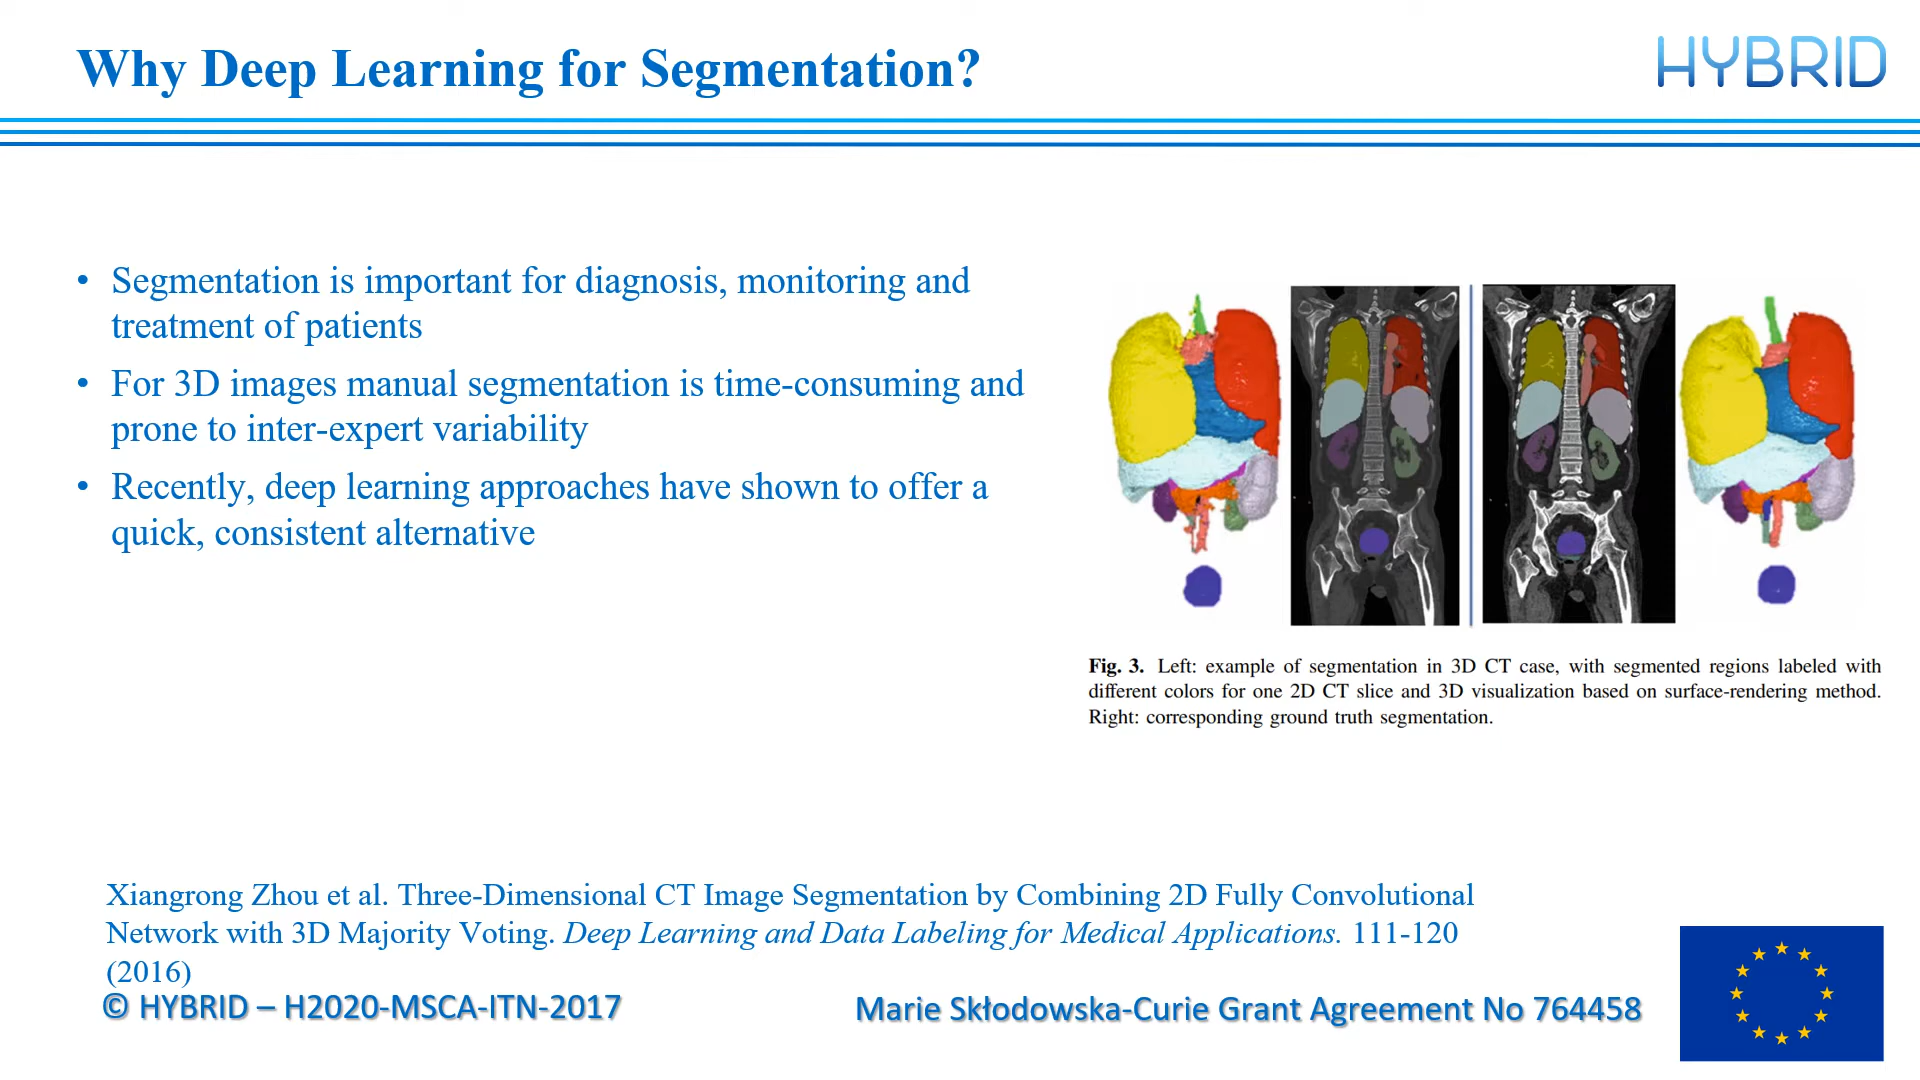 Why Deep Learning for Segmentation?
HYBRID
• Segmentation is important for diagnosis, monitoring and
treatment of patients
• For 3D images manual segmentation is time-consuming and
prone to inter-expert variability
• Recently, deep learning approaches have shown to offer a
quick, consistent alternative
Fig. 3. Left: example of segmentation in 3D CT case, with segmented regions labeled with
different colors for one 2D CT slice and 3D visualization based on surface-rendering method.
Right: corresponding ground truth segmentation.
Xiangrong Zhou et al. Three-Dimensional CT Image Segmentation by Combining 2D Fully Convolutional
Network with 3D Majority Voting. Deep Learning and Data Labeling for Medical Applications. 111-120
(2016)
© HYBRID – H2020-MSCA-ITN-2017
Marie Skłodowska-Curie Grant Agreement No 764458